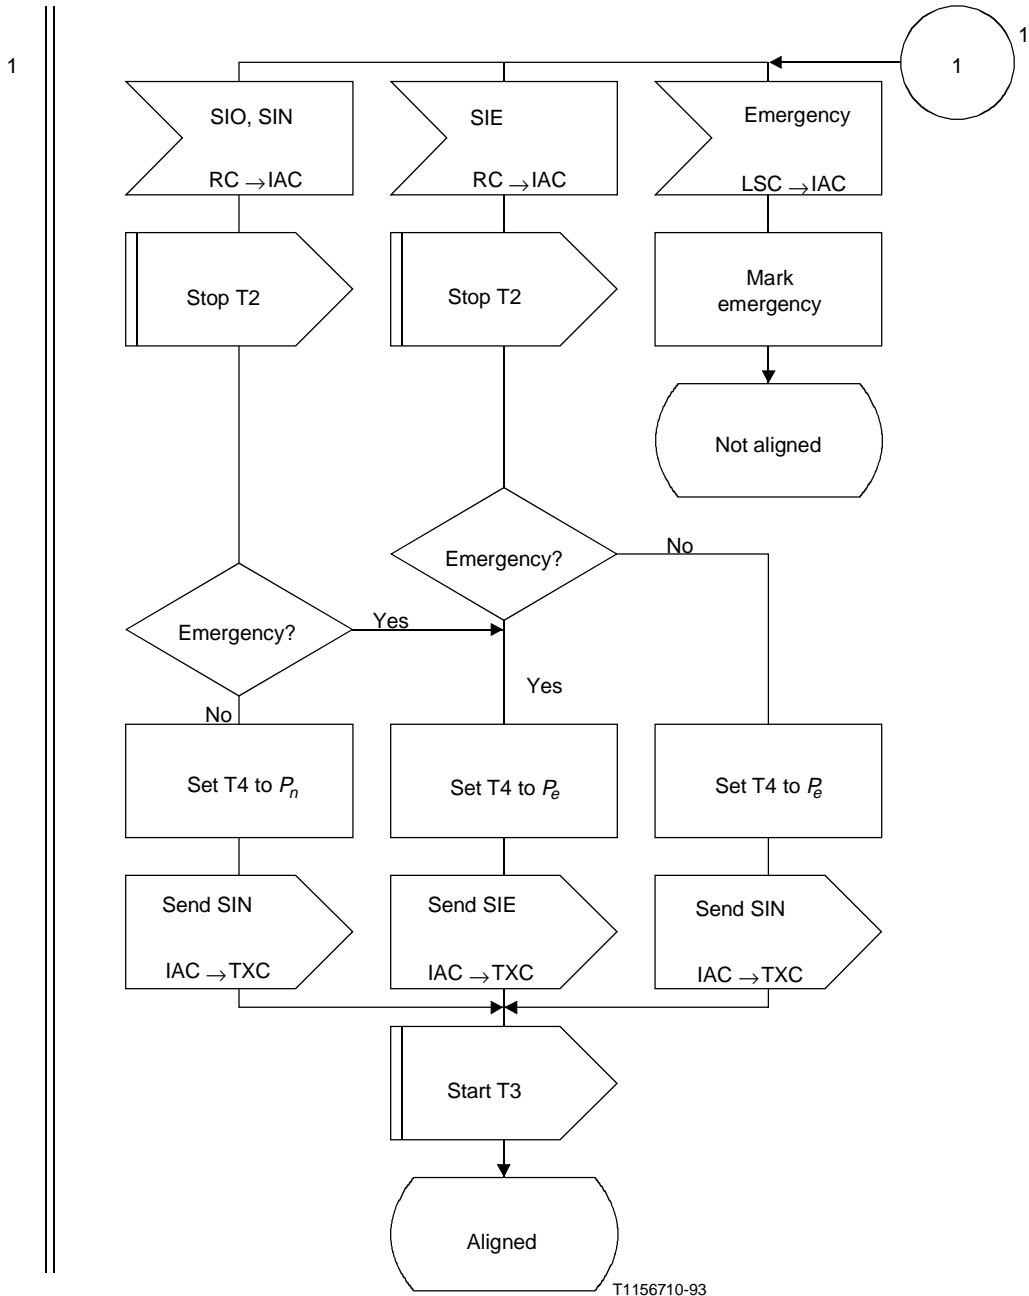 1
1
1
SIO, SIN
RC → IAC
SIE
RC → IAC
Emergency
LSC → IAC
Stop T2
Stop T2
Mark
emergency
Not aligned
Emergency?
No
Emergency?
Yes
Yes
No
Set T4 to Pn
Set T4 to Pe
Set T4 to Pe
Send SIN
IAC → TXC
Send SIE
IAC → TXC
Send SIN
IAC → TXC
Start T3
Aligned
T1156710-93